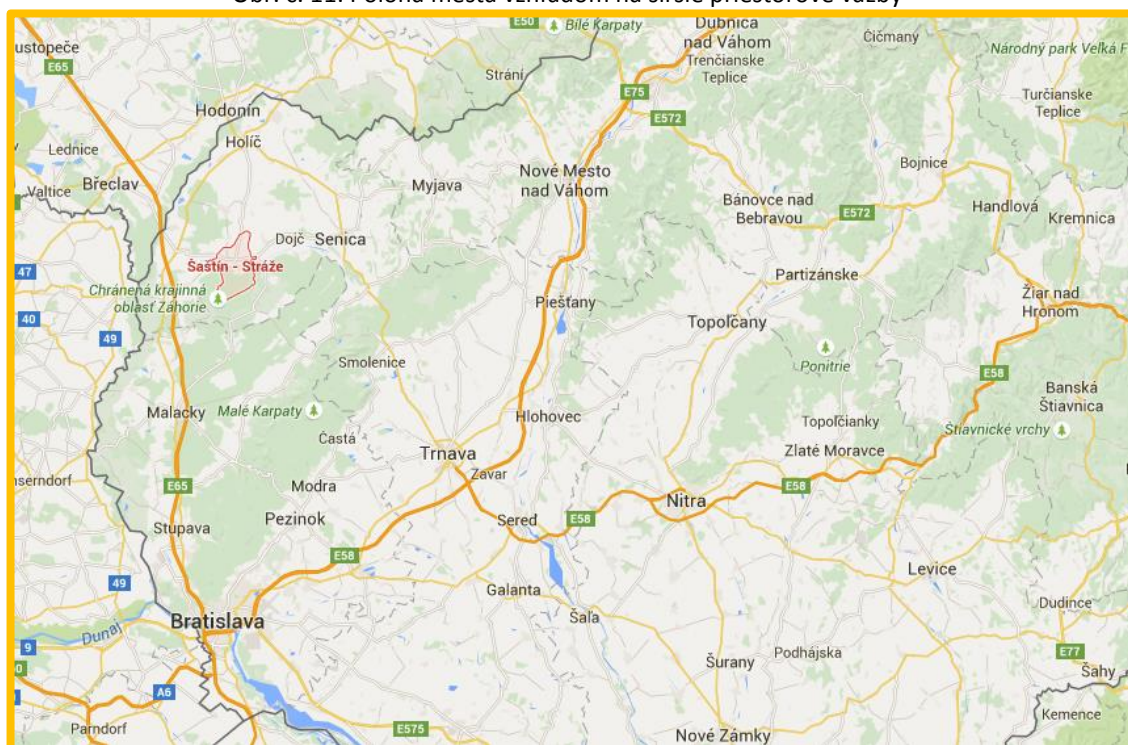 Obr. č. 11: Poloha mesta vzhľadom na širšie priestorové väzby
E50
Bílé Karpaty
Dubnica
nad Váhom
Čičmany
ustopeče
E65
Strání
Trenčianske
Teplice
Národný park Veľká F
E75
Turčianske
Teplice
Hodonín
E572
Holíč
Lednice
Nové Mesto
nad Váhom
Bojnice
Valtice
Břeclav
Myjava
Bánovce nad
Bebravou
E572
Handlová
Kremnica
Dojč
Senica
Šaštín - Stráže
47
Partizánske
Chránená krajinná
oblasť Záhorie
Piešťany
Žiar nad
Hronom
40
49
Topoľčany
Smolenice
Ponitrie
E58
Banská
Štiavnica
Malacky
Malé Karpaty
Hlohovec
Topoľčianky
Štiavnické vrchy
Častá
Trnava
Zlaté Moravce
Zavar
nserndorf
E65
Modra
E58
Nitra
Stupava
Pezinok
Sereď
E58
E58
Levice
49
Galanta
Dudince
Bratislava
Šaľa
Dunaj
9
Podhájska
E77
Šurany
Šahy
A6
Kemence
Parndorf
E575
Nové Zámky